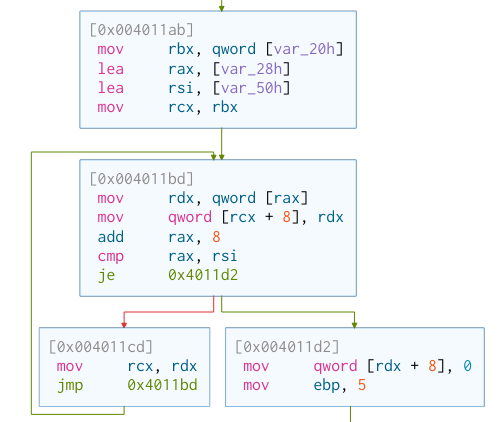 [0x004011ab]
mov rbx, qword [var_20h]
lea rax, [var_28h]
lea rsi, [var_50h]
mov rcx, rbx
[0x004011bd]
mov rdx, qword [rax]
mov qword [rcx + 8], rdx
add rax, 8
cmp rax, rsi
je 0x4011d2
[0x004011cd]
mov rcx, rdx
jmp 0x4011bd
[0x004011d2]
mov qword [rdx + 8], 0
mov ebp, 5